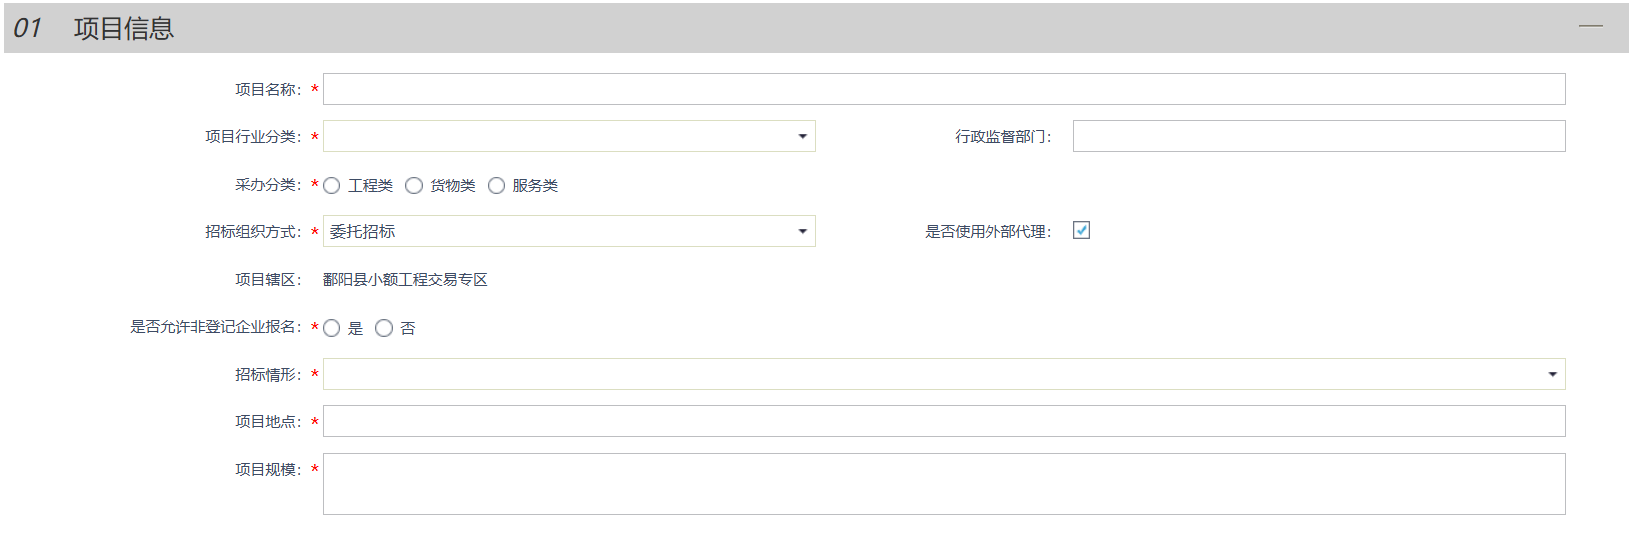 01 项目信息
项目名称：*
项目行业分类：* 行政监督部门：
采办分类：* 工程类 货物类 服务类
招标组织方式：* 委托招标 是否使用外部代理：
项目辖区： 鄱阳县小额工程交易专区
是否允许非登记企业报名：* 是 否
招标情形：*
项目地点：*
项目规模：*